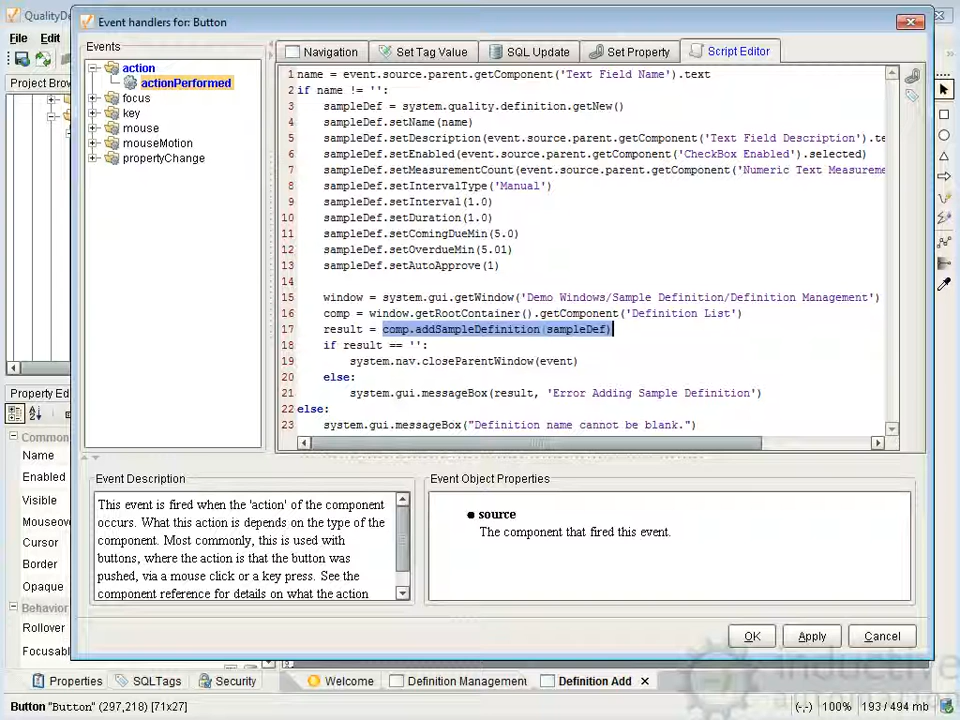 QualityDe
Event handlers for: Button
File Edit
Events
Navigation Set Tag Value SQL Update Set Property Script Editor
action
actionPerformed
focus
key
mouse
mouseMotion
propertyChange
1 name = event.source.parent.getComponent('Text Field Name').text
2 if name != '':
3 sampleDef = system.quality.definition.getNew()
4 sampleDef.setName(name)
5 sampleDef.setDescription(event.source.parent.getComponent('Text Field Description').te
6 sampleDef.setEnabled(event.source.parent.getComponent('CheckBox Enabled').selected)
7 sampleDef.setMeasurementCount(event.source.parent.getComponent('Numeric Text Measureme
8 sampleDef.setIntervalType('Manual')
9 sampleDef.setInterval(1.0)
10 sampleDef.setDuration(1.0)
11 sampleDef.setComingDueMin(5.0)
12 sampleDef.setOverdueMin(5.01)
13 sampleDef.setAutoApprove(1)
14
15 window = system.gui.getWindow('Demo Windows/Sample Definition/Definition Management')
16 comp = window.getRootContainer().getComponent('Definition List')
17 result = comp.addSampleDefinition(sampleDef)
18 if result == '':
19 system.nav.closeParentWindow(event)
20 else:
21 system.gui.messageBox(result, 'Error Adding Sample Definition')
22 else:
23 system.gui.messageBox("Definition name cannot be blank.")
Project Brow
Property Ed
Common
Name
Enabled
Visible
Mouseov
Cursor
Border
Opaque
Behavior
Rollover
Focusab
Event Description
This event is fired when the 'action' of the component
occurs. What this action is depends on the type of the
component. Most commonly, this is used with
buttons, where the action is that the button was
pushed, via a mouse click or a key press. See the
component reference for details on what the action
Event Object Properties
source
The component that fired this event.
OK Apply Cancel
Properties SQLTags Security Welcome Definition Management Definition Add
inductive
automation
Button "Button" (297,218) [71x27] (-,-) 100% 193 / 494 mb